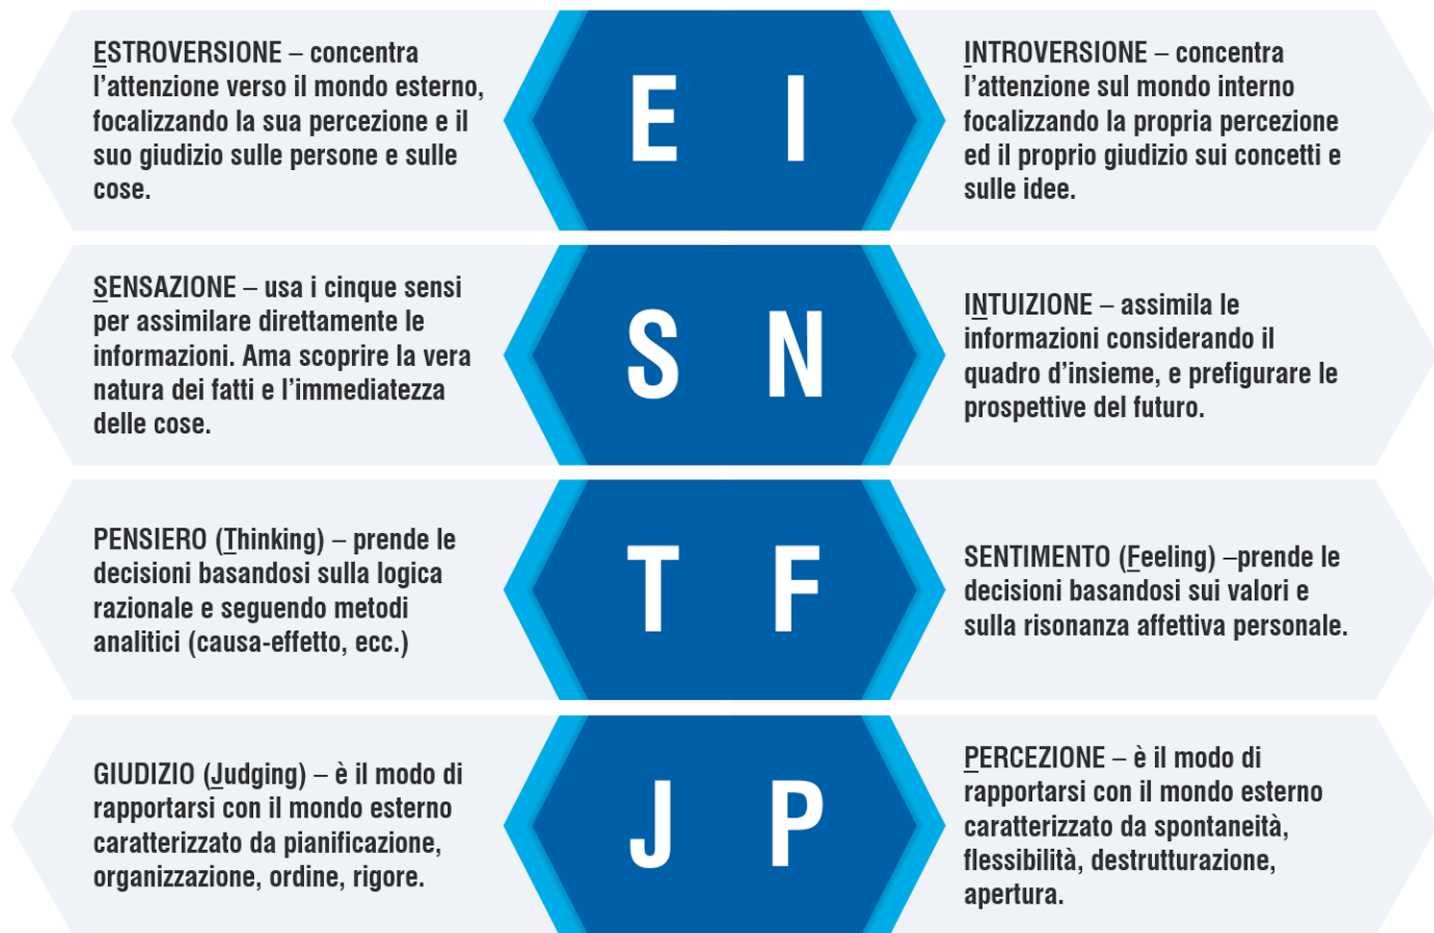 ESTROVERSIONE – concentra
l’attenzione verso il mondo esterno,
focalizzando la sua percezione e il
suo giudizio sulle persone e sulle
cose.
E I
INTROVERSIONE – concentra
l’attenzione sul mondo interno
focalizzando la propria percezione
ed il proprio giudizio sui concetti e
sulle idee.
SENSAZIONE – usa i cinque sensi
per assimilare direttamente le
informazioni. Ama scoprire la vera
natura dei fatti e l’immediatezza
delle cose.
S N
INTUIZIONE – assimila le
informazioni considerando il
quadro d’insieme, e prefigurare le
prospettive del futuro.
PENSIERO (Thinking) – prende le
decisioni basandosi sulla logica
razionale e seguendo metodi
analitici (causa-effetto, ecc.)
T F
SENTIMENTO (Feeling) –prende le
decisioni basandosi sui valori e
sulla risonanza affettiva personale.
GIUDIZIO (Judging) – è il modo di
rapportarsi con il mondo esterno
caratterizzato da pianificazione,
organizzazione, ordine, rigore.
J P
PERCEZIONE – è il modo di
rapportarsi con il mondo esterno
caratterizzato da spontaneità,
flessibilità, destrutturazione,
apertura.